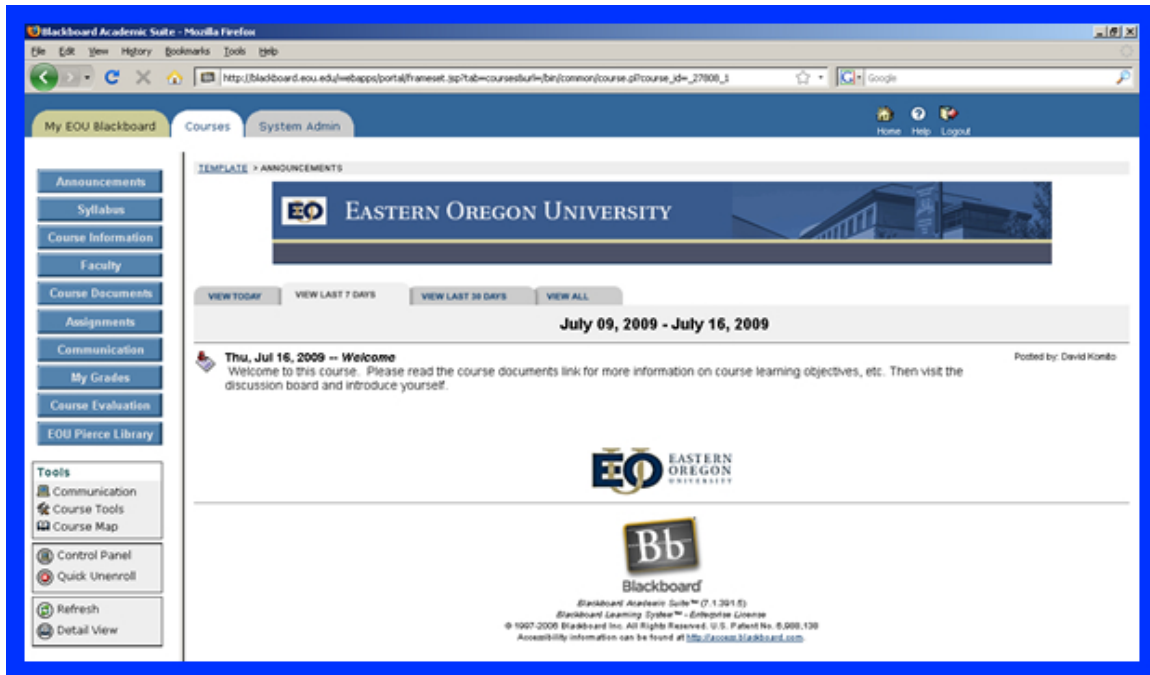 Blackboard Academic Suite - Mozilla Firefox
File Edit View History Bookmarks Tools Help
http://blackboard.eou.edu/webapps/portal/frameset.jsp?tab=courses&url=/bin/common/course.pl?course_id=_27808_1
Google
My EOU Blackboard Courses System Admin
Home Help Logout
TEMPLATE > ANNOUNCEMENTS
EASTERN OREGON UNIVERSITY
Announcements
Syllabus
Course Information
Faculty
Course Documents
Assignments
Communication
My Grades
Course Evaluation
EOU Pierce Library
Tools
Communication
Course Tools
Course Map
Control Panel
Quick Unenroll
Refresh
Detail View
VIEW TODAY VIEW LAST 7 DAYS VIEW LAST 30 DAYS VIEW ALL
July 09, 2009 - July 16, 2009
Thu, Jul 16, 2009 -- Welcome
Posted by: David Komito
Welcome to this course. Please read the course documents link for more information on course learning objectives, etc. Then visit the
discussion board and introduce yourself.
EOU EASTERN
OREGON
UNIVERSITY
Bb
Blackboard
Blackboard Academic Suite™ (7.1.391.5)
Blackboard Learning System™ - Enterprise License
© 1997-2006 Blackboard Inc. All Rights Reserved. U.S. Patent No. 6,988,138
Accessibility information can be found at http://access.blackboard.com.